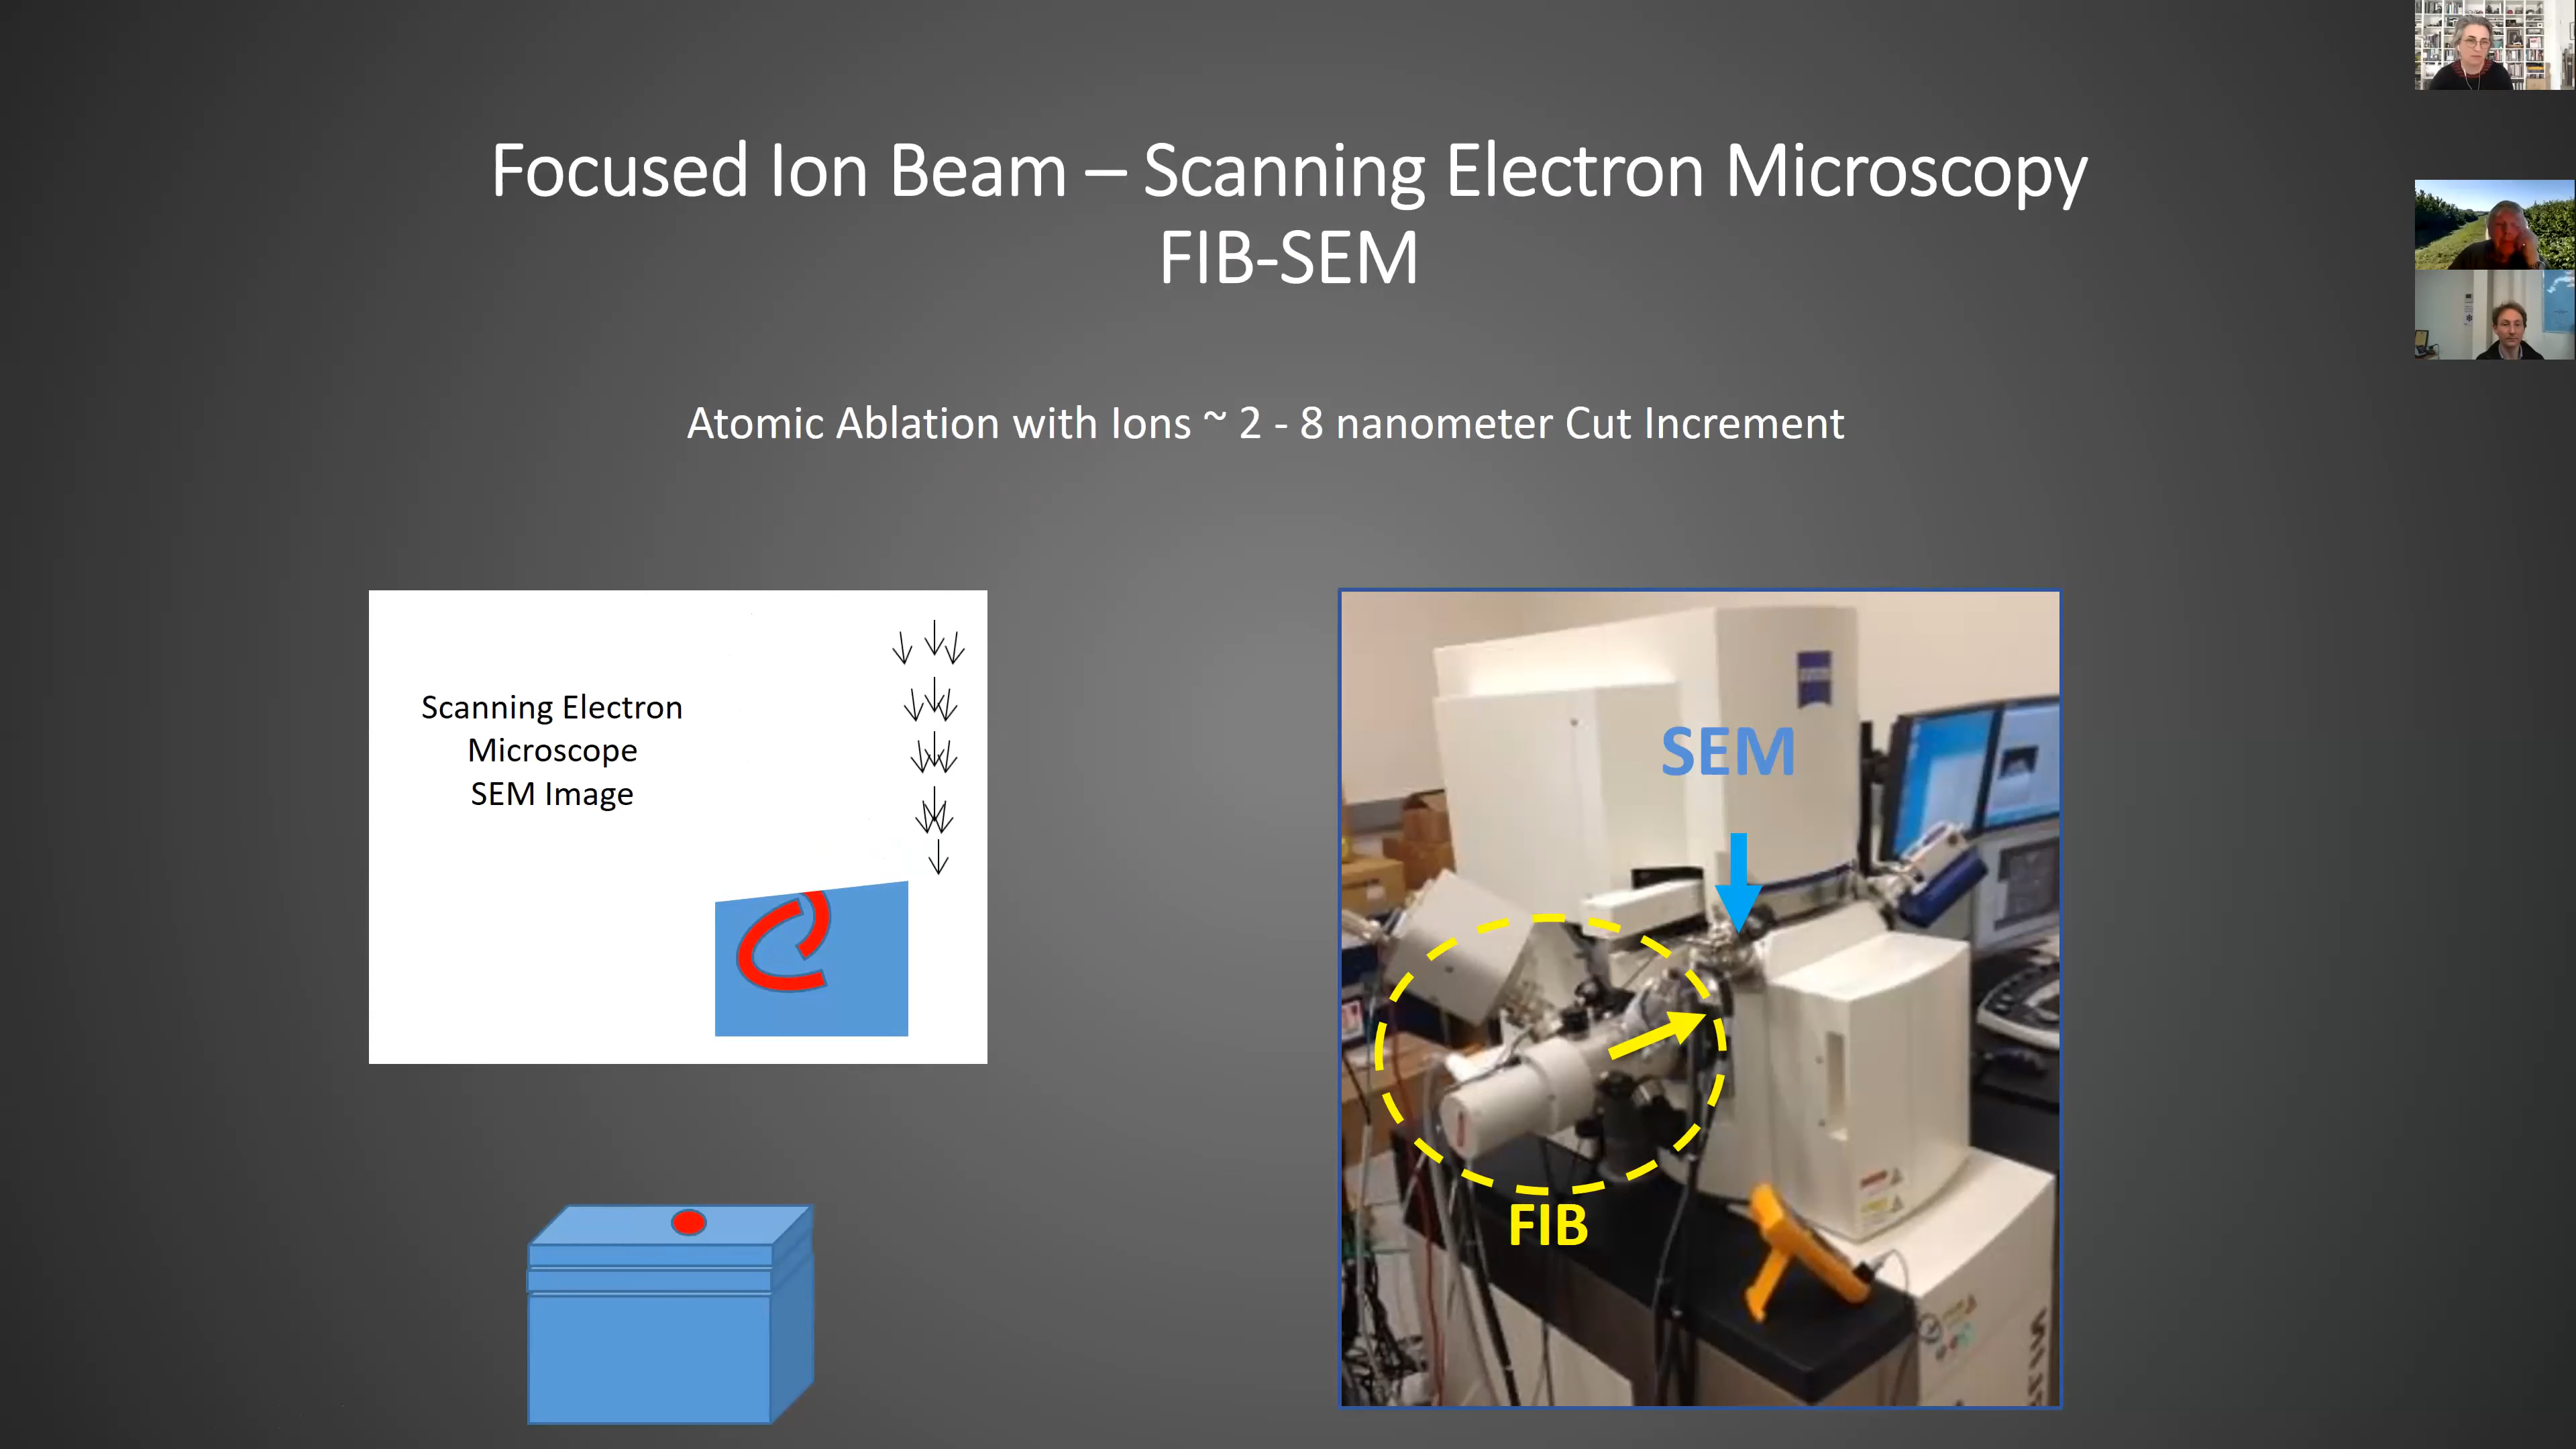 Focused Ion Beam – Scanning Electron Microscopy
FIB-SEM
Atomic Ablation with Ions ~ 2 - 8 nanometer Cut Increment
Scanning Electron
Microscope
SEM Image
SEM
FIB